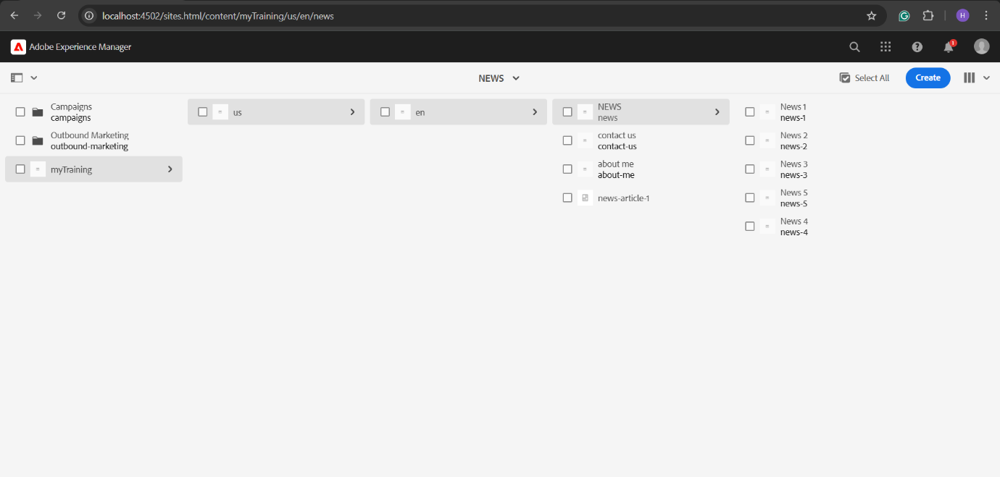 localhost:4502/sites.html/content/myTraining/us/en/news
H
Adobe Experience Manager
1
NEWS
Select All
Create
Campaigns
campaigns
Outbound Marketing
outbound-marketing
myTraining
us
en
NEWS
news
contact us
contact-us
about me
about-me
news-article-1
News 1
news-1
News 2
news-2
News 3
news-3
News 5
news-5
News 4
news-4